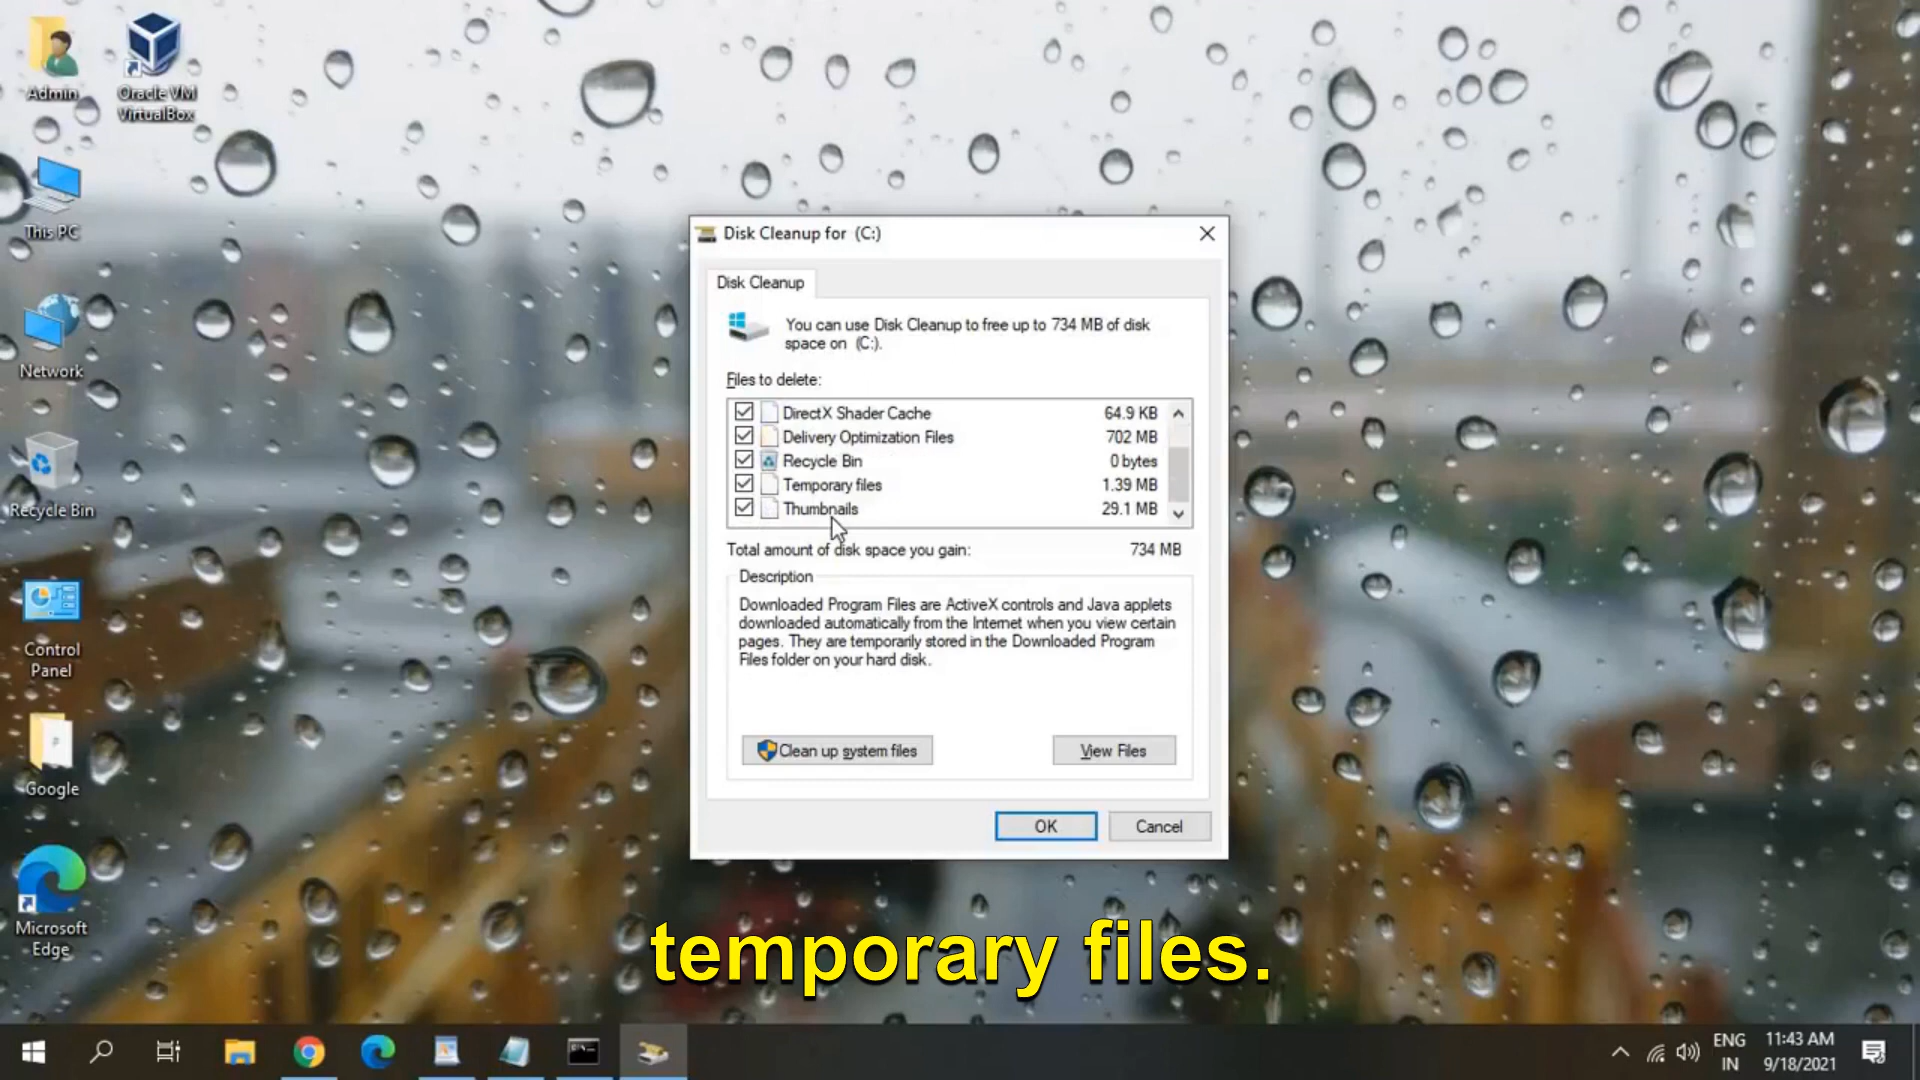 Admin
Oracle VM
VirtualBox
This PC
Network
Recycle Bin
Control
Panel
Google
Microsoft
Edge
Disk Cleanup for (C:)
Disk Cleanup
You can use Disk Cleanup to free up to 734 MB of disk
space on (C:).
Files to delete:
DirectX Shader Cache 64.9 KB
Delivery Optimization Files 702 MB
Recycle Bin 0 bytes
Temporary files 1.39 MB
Thumbnails 29.1 MB
Total amount of disk space you gain: 734 MB
Description
Downloaded Program Files are ActiveX controls and Java applets
downloaded automatically from the Internet when you view certain
pages. They are temporarily stored in the Downloaded Program
Files folder on your hard disk.
Clean up system files View Files
OK Cancel
temporary files.
ENG 11:43 AM
IN 9/18/2021